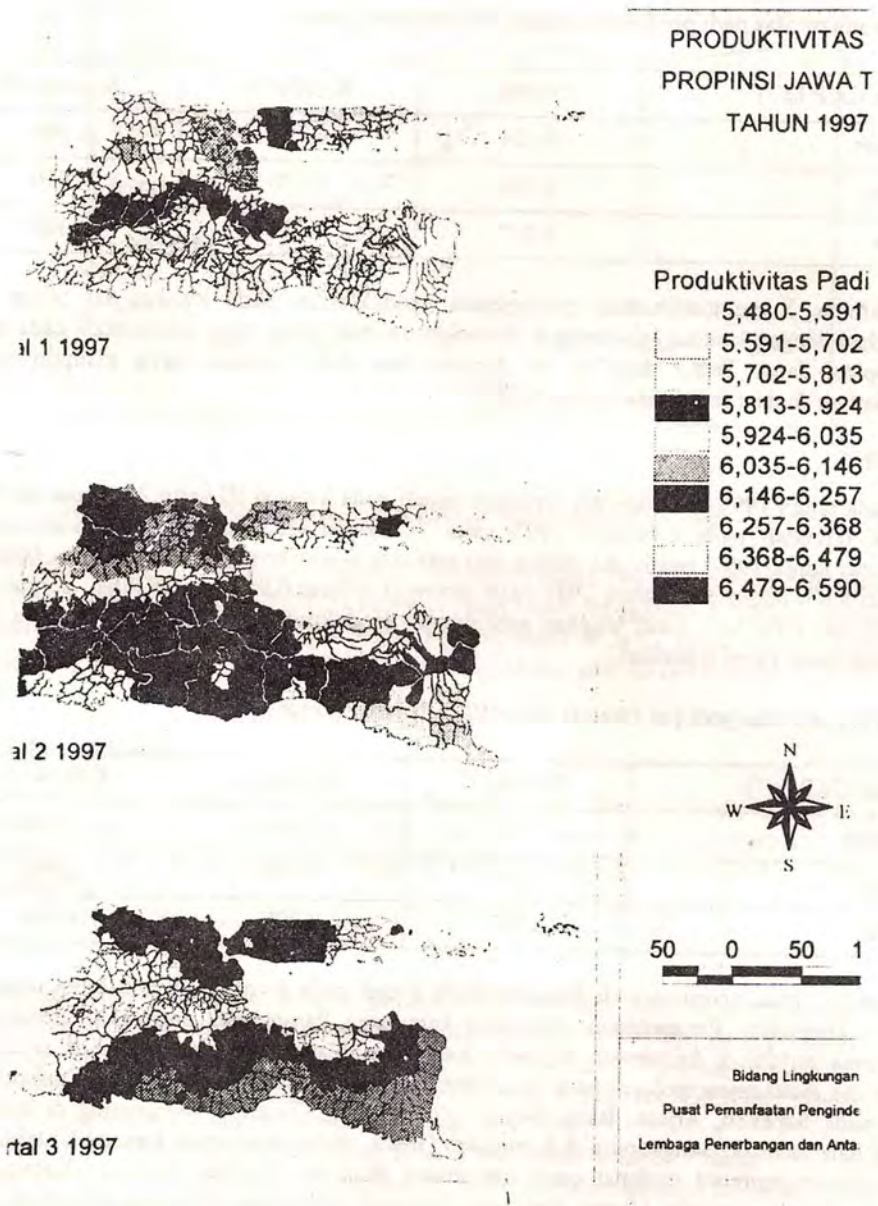 PRODUKTIVITAS
PROPINSI JAWA T
TAHUN 1997
al 1 1997
Produktivitas Padi
5,480-5,591
5.591-5,702
5,702-5,813
5,813-5.924
5,924-6,035
6,035-6,146
6,146-6,257
6,257-6,368
6,368-6,479
6,479-6,590
al 2 1997
N
W E
S
50 0 50 1
Bidang Lingkungan
Pusat Pemanfaatan Penginde
Lembaga Penerbangan dan Anta
rtal 3 1997